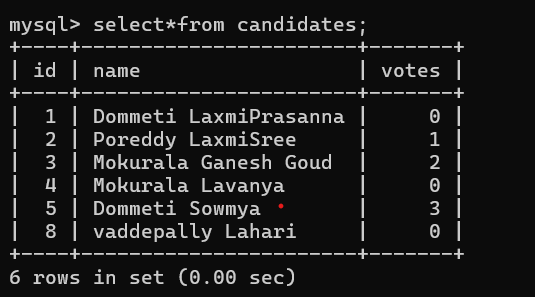 mysql> select*from candidates;
+----+-----------------------+-------+
| id | name                  | votes |
+----+-----------------------+-------+
|  1 | Dommeti LaxmiPrasanna |     0 |
|  2 | Poreddy LaxmiSree     |     1 |
|  3 | Mokurala Ganesh Goud  |     2 |
|  4 | Mokurala Lavanya      |     0 |
|  5 | Dommeti Sowmya        |     3 |
|  8 | vaddepally Lahari     |     0 |
+----+-----------------------+-------+
6 rows in set (0.00 sec)